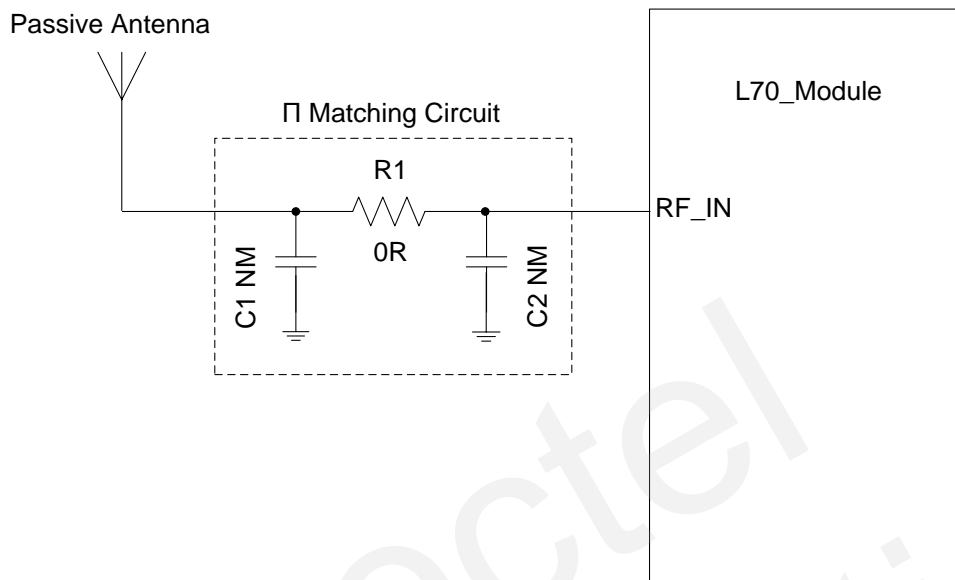 Passive Antenna
L70_Module
Π Matching Circuit
R1
RF_IN
0R
C1 NM
C2 NM